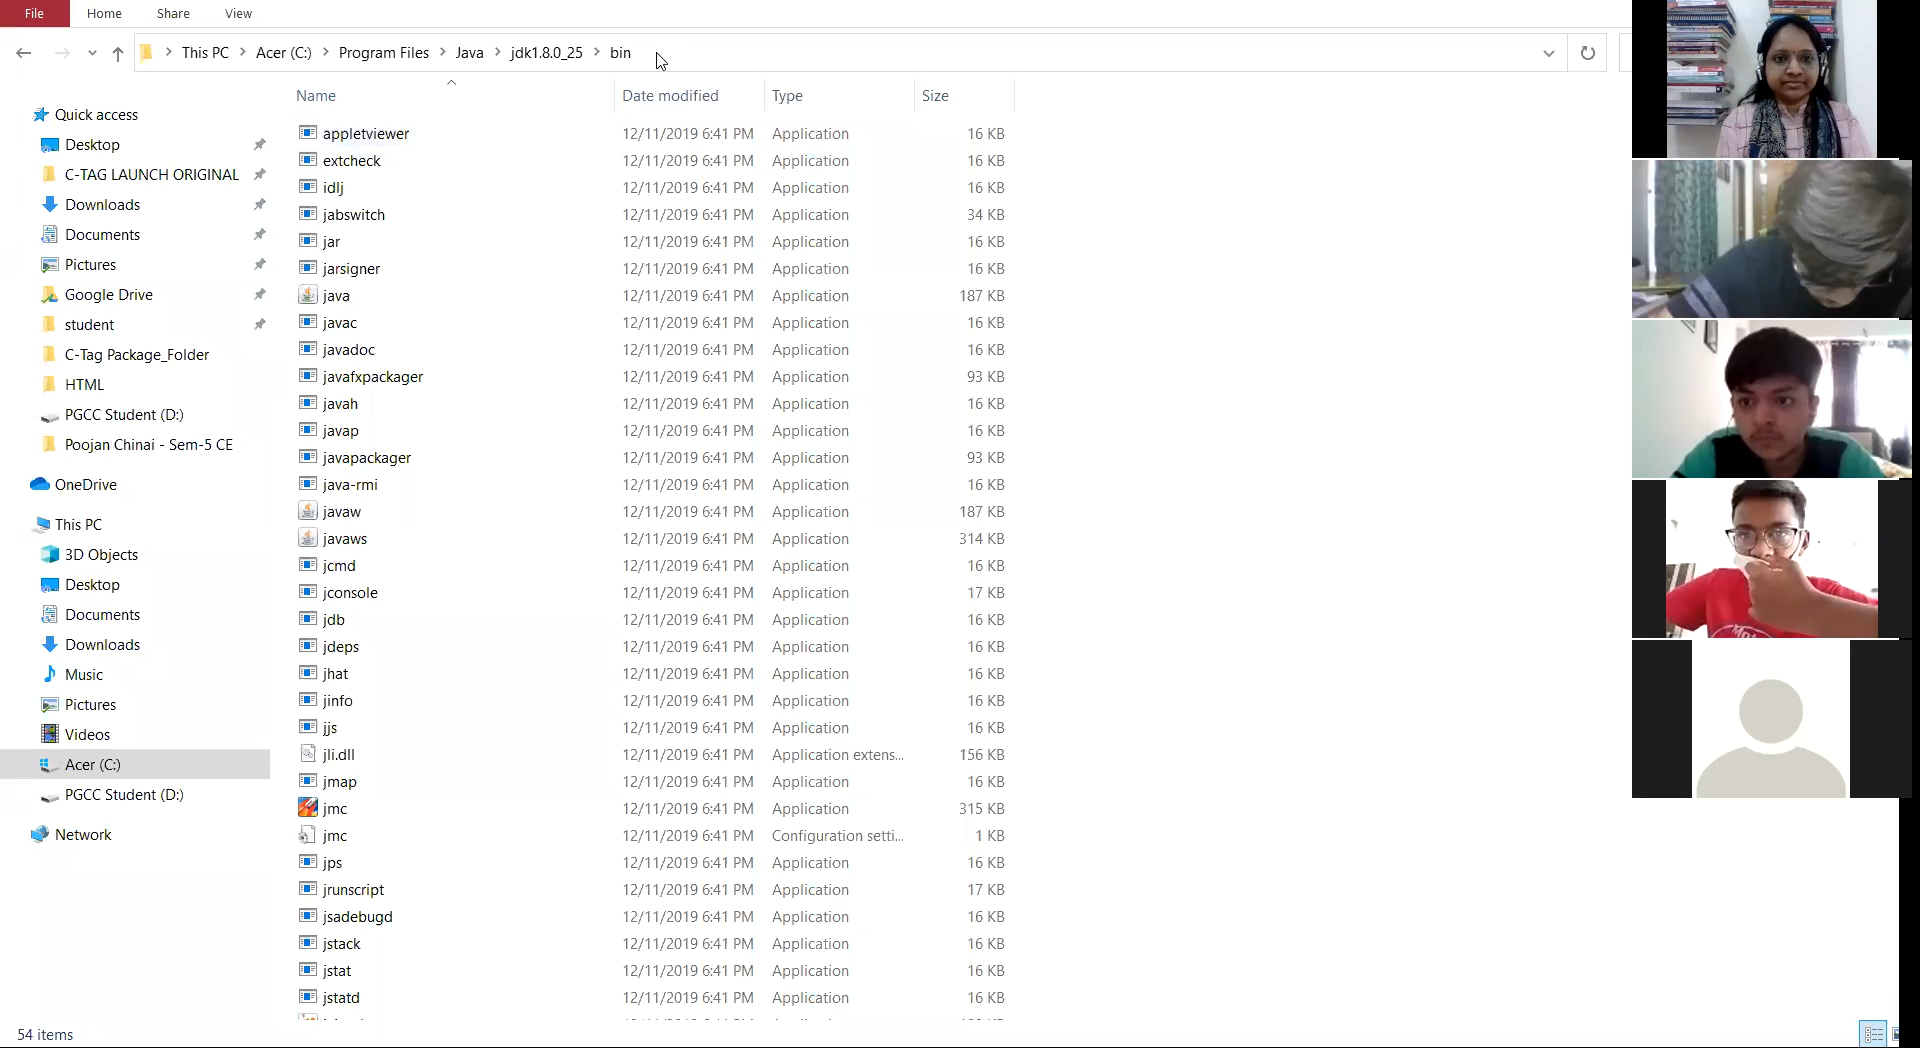 File Home Share View
This PC Acer (C:) Program Files Java jdk1.8.0_25 bin
Name Date modified Type Size
Quick access
Desktop
C-TAG LAUNCH ORIGINAL
Downloads
Documents
Pictures
Google Drive
student
C-Tag Package_Folder
HTML
PGCC Student (D:)
Poojan Chinai - Sem-5 CE
OneDrive
This PC
3D Objects
Desktop
Documents
Downloads
Music
Pictures
Videos
Acer (C:)
PGCC Student (D:)
Network
appletviewer 12/11/2019 6:41 PM Application 16 KB
extcheck 12/11/2019 6:41 PM Application 16 KB
idlj 12/11/2019 6:41 PM Application 16 KB
jabswitch 12/11/2019 6:41 PM Application 34 KB
jar 12/11/2019 6:41 PM Application 16 KB
jarsigner 12/11/2019 6:41 PM Application 16 KB
java 12/11/2019 6:41 PM Application 187 KB
javac 12/11/2019 6:41 PM Application 16 KB
javadoc 12/11/2019 6:41 PM Application 16 KB
javafxpackager 12/11/2019 6:41 PM Application 93 KB
javah 12/11/2019 6:41 PM Application 16 KB
javap 12/11/2019 6:41 PM Application 16 KB
javapackager 12/11/2019 6:41 PM Application 93 KB
java-rmi 12/11/2019 6:41 PM Application 16 KB
javaw 12/11/2019 6:41 PM Application 187 KB
javaws 12/11/2019 6:41 PM Application 314 KB
jcmd 12/11/2019 6:41 PM Application 16 KB
jconsole 12/11/2019 6:41 PM Application 17 KB
jdb 12/11/2019 6:41 PM Application 16 KB
jdeps 12/11/2019 6:41 PM Application 16 KB
jhat 12/11/2019 6:41 PM Application 16 KB
jinfo 12/11/2019 6:41 PM Application 16 KB
jjs 12/11/2019 6:41 PM Application 16 KB
jli.dll 12/11/2019 6:41 PM Application extens... 156 KB
jmap 12/11/2019 6:41 PM Application 16 KB
jmc 12/11/2019 6:41 PM Application 315 KB
jmc 12/11/2019 6:41 PM Configuration setti... 1 KB
jps 12/11/2019 6:41 PM Application 16 KB
jrunscript 12/11/2019 6:41 PM Application 17 KB
jsadebugd 12/11/2019 6:41 PM Application 16 KB
jstack 12/11/2019 6:41 PM Application 16 KB
jstat 12/11/2019 6:41 PM Application 16 KB
jstatd 12/11/2019 6:41 PM Application 16 KB
54 items